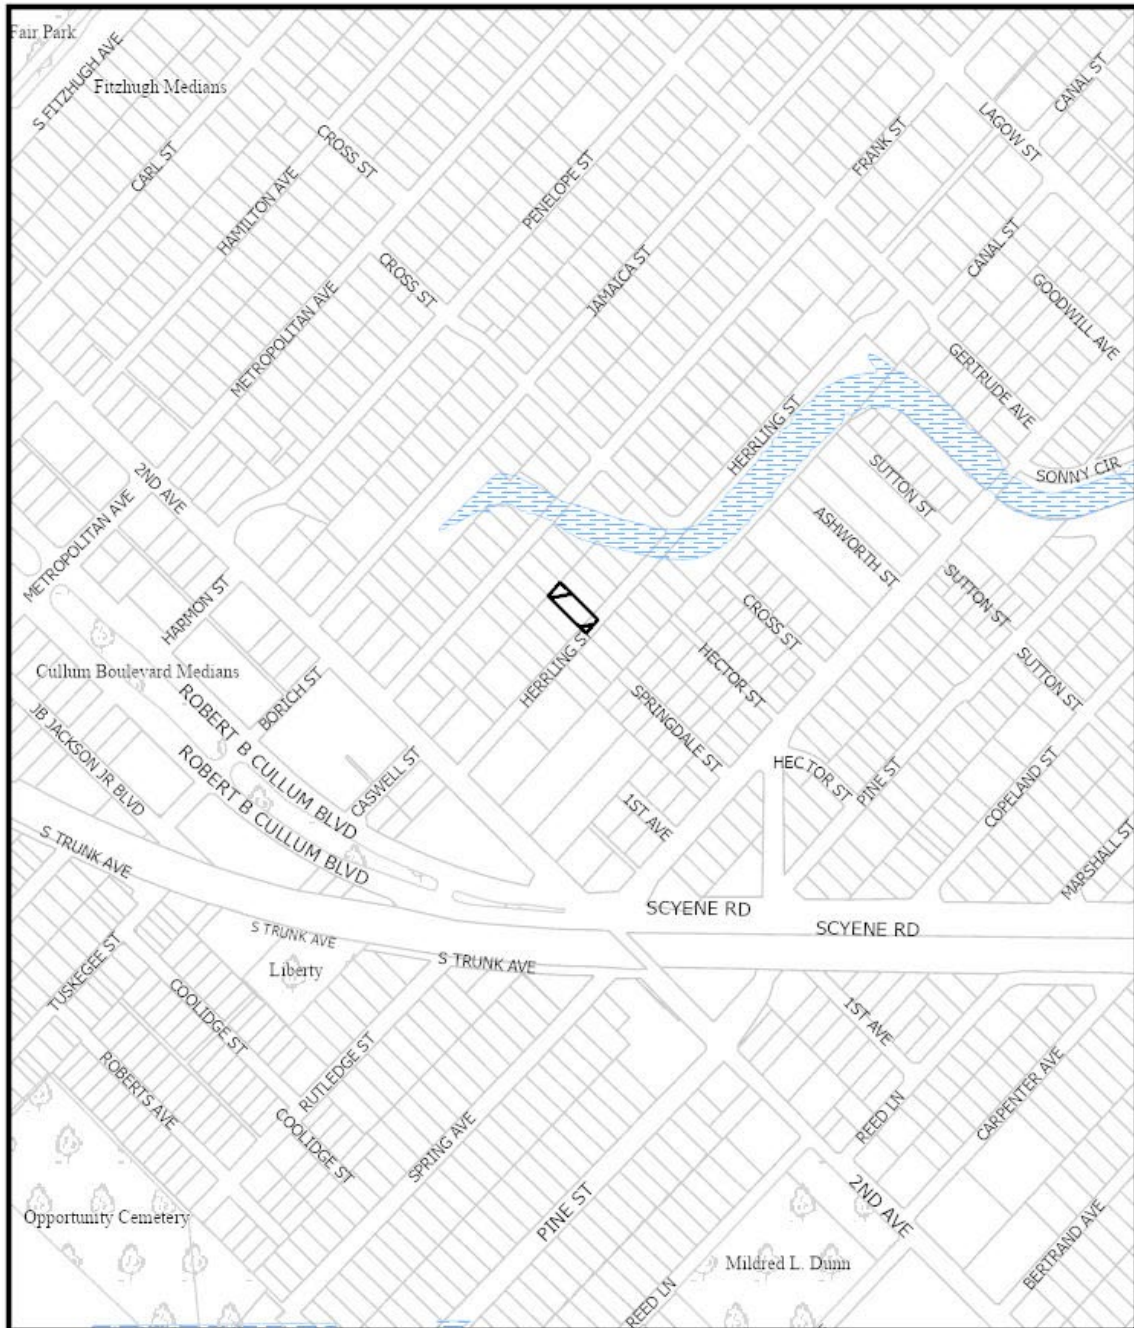 Fair Park
S FITZHUGH AVE
Fitzhugh Medians
CANAL ST
LAGOW ST
CROSS ST
FRANK ST
CARL ST
PENELOPE ST
HAMILTON AVE
CANAL ST
CROSS ST
JAMAICA ST
GOODWILL AVE
METROPOLITAN AVE
GERTRUDE AVE
HERRLING ST
SONNY CIR
2ND AVE
SUTTON ST
METROPOLITAN AVE
ASHWORTH ST
SUTTON ST
HARMON ST
CROSS ST
HERRLING S
HECTOR ST
SUTTON ST
Cullum Boulevard Medians
BORICH ST
SPRINGDALE ST
ROBERT B CULLUM BLVD
JB JACKSON JR BLVD
ROBERT B CULLUM BLVD
CASWELL ST
HECTOR ST
PINE ST
COPELAND ST
1ST AVE
MARSHALL ST
S TRUNK AVE
SCYENE RD
SCYENE RD
S TRUNK AVE
S TRUNK AVE
Liberty
TUSKEGEE ST
COOLIDGE ST
1ST AVE
RUTLEDGE ST
ROBERTS AVE
CARPENTER AVE
REED LN
COOLIDGE ST
SPRING AVE
2ND AVE
PINE ST
Opportunity Cemetery
BERTRAND AVE
Mildred L. Dunn
REED LN